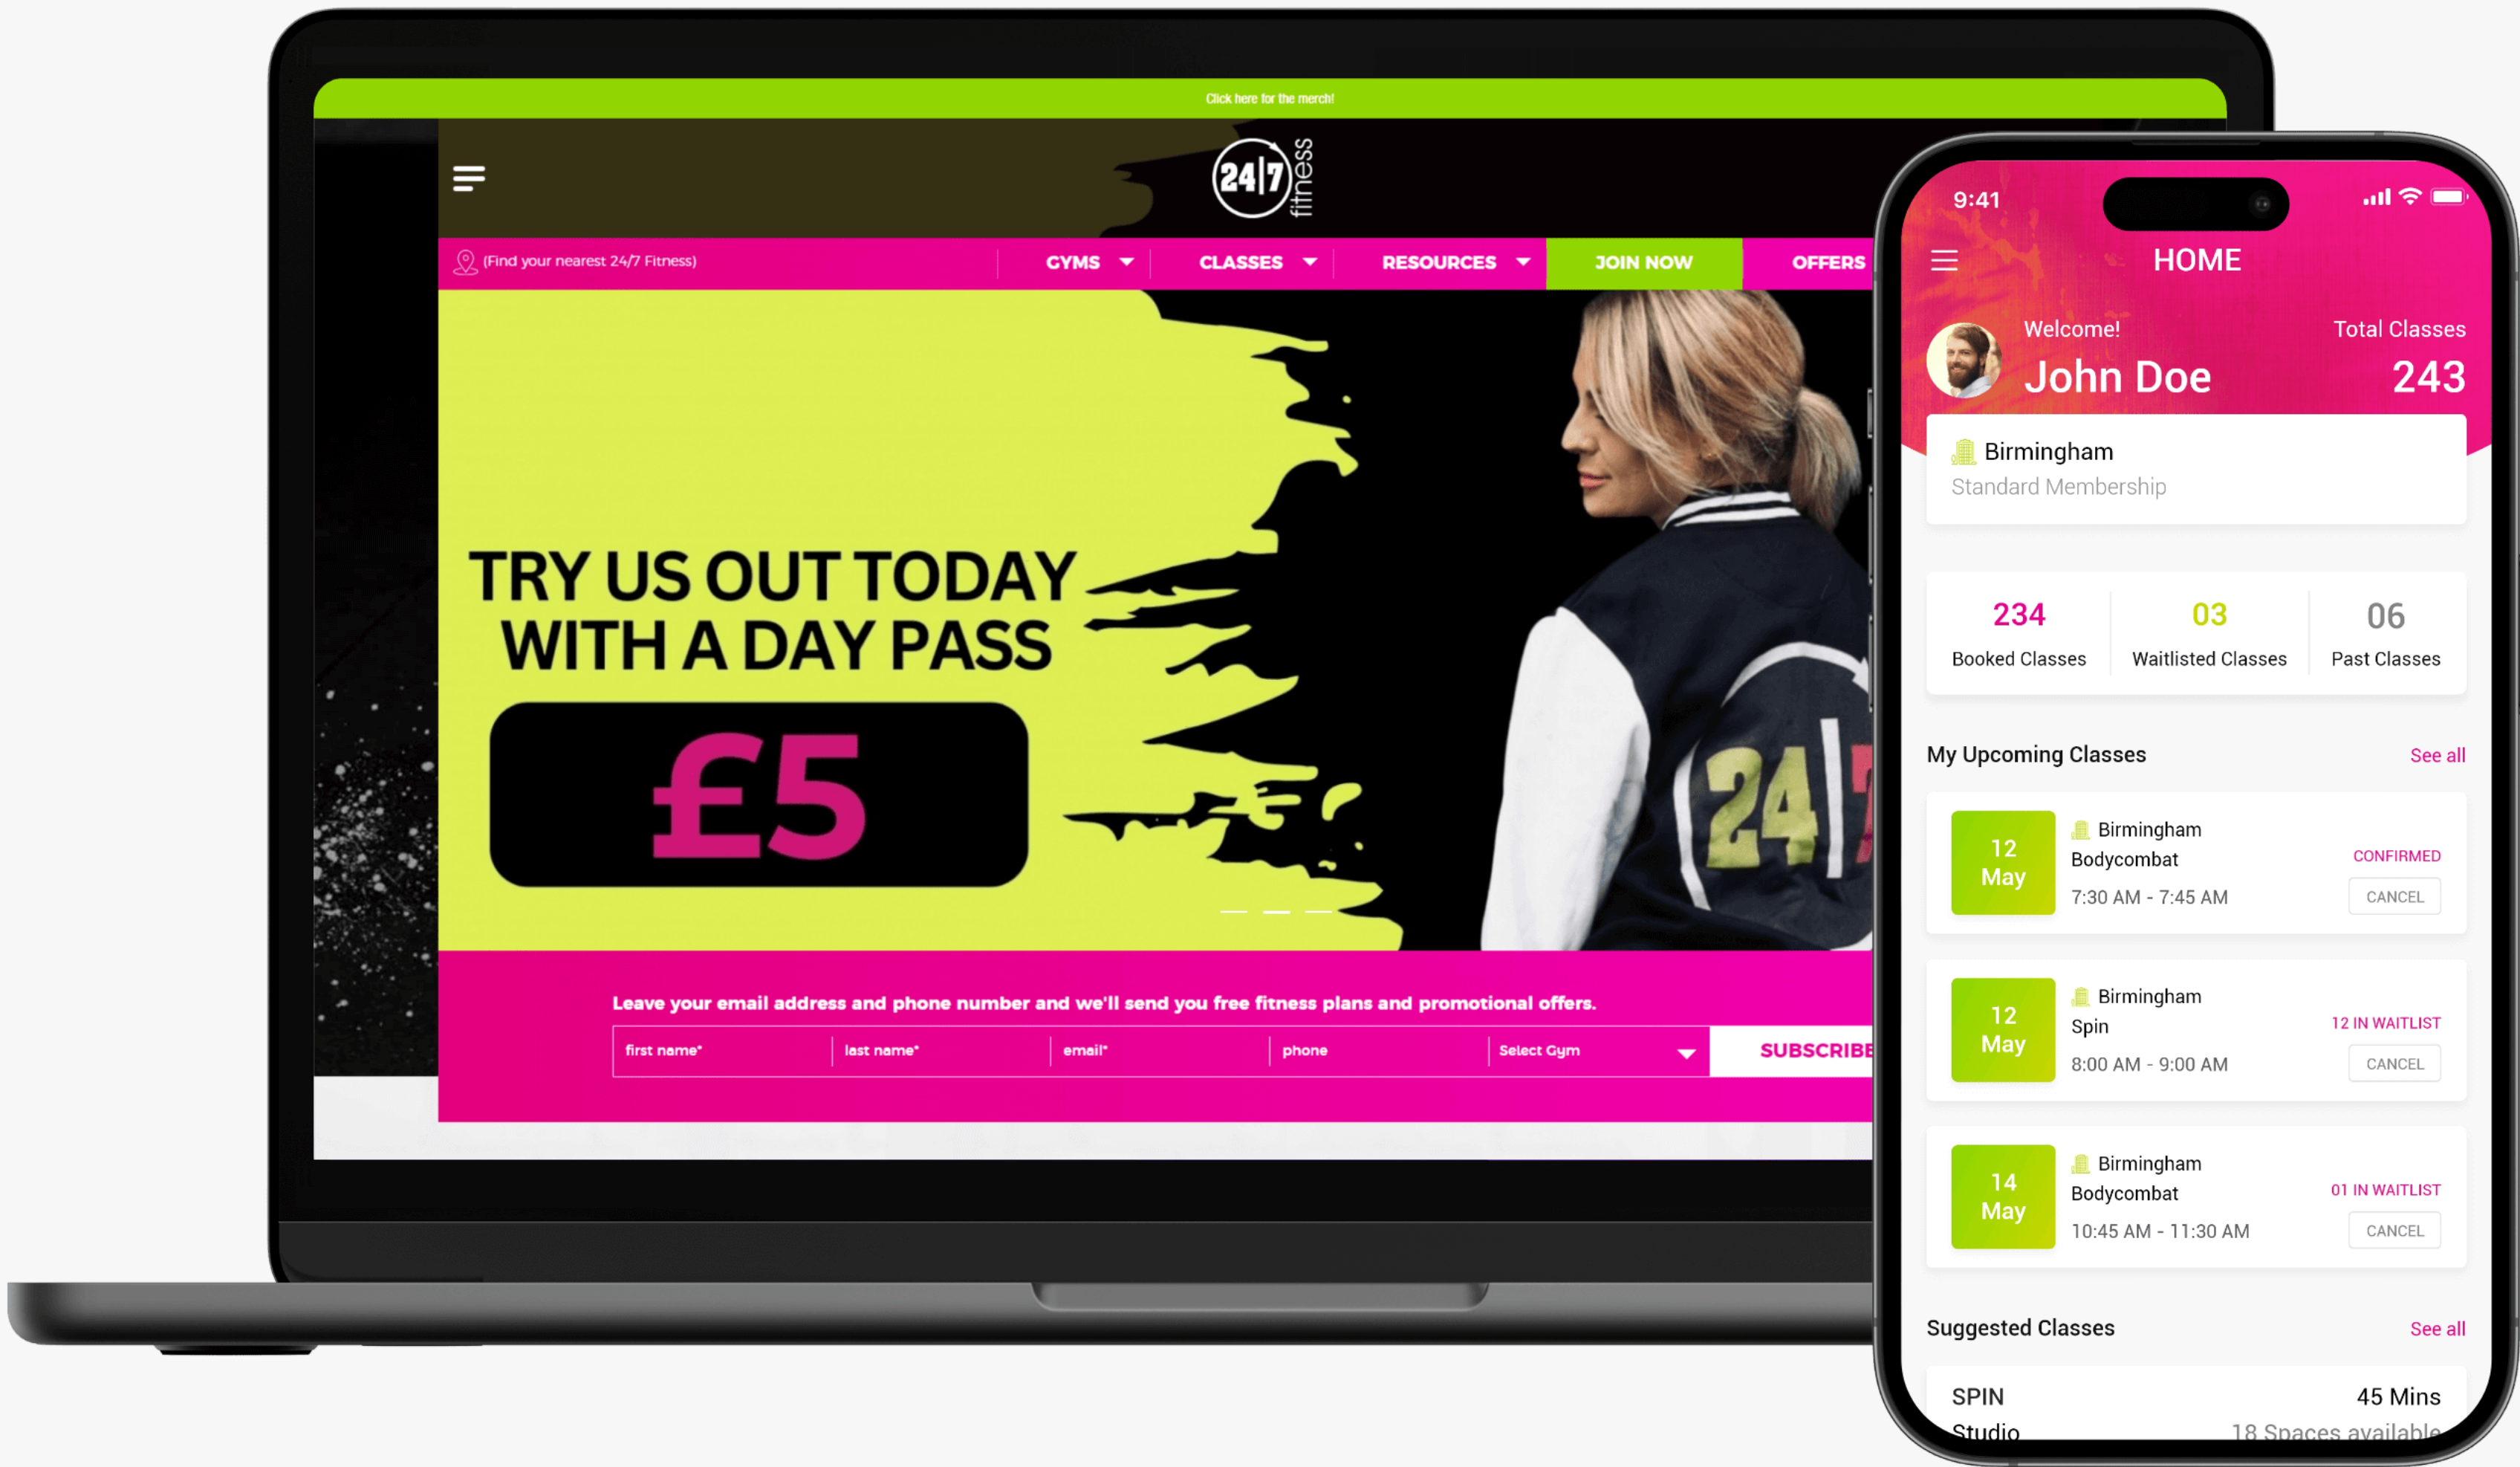 Click here for the merch!
24|7 fitness
(Find your nearest 24/7 Fitness)
GYMS
CLASSES
RESOURCES
JOIN NOW
OFFERS
TRY US OUT TODAY
WITH A DAY PASS
£5
24|7
Leave your email address and phone number and we'll send you free fitness plans and promotional offers.
first name*
last name*
email*
phone
Select Gym
SUBSCRIBE
9:41
HOME
Welcome!
John Doe
Total Classes
243
Birmingham
Standard Membership
234
Booked Classes
03
Waitlisted Classes
06
Past Classes
My Upcoming Classes
See all
12
May
Birmingham
Bodycombat
7:30 AM - 7:45 AM
CONFIRMED
CANCEL
12
May
Birmingham
Spin
8:00 AM - 9:00 AM
12 IN WAITLIST
CANCEL
14
May
Birmingham
Bodycombat
10:45 AM - 11:30 AM
01 IN WAITLIST
CANCEL
Suggested Classes
See all
SPIN
45 Mins
Studio
18 Spaces available